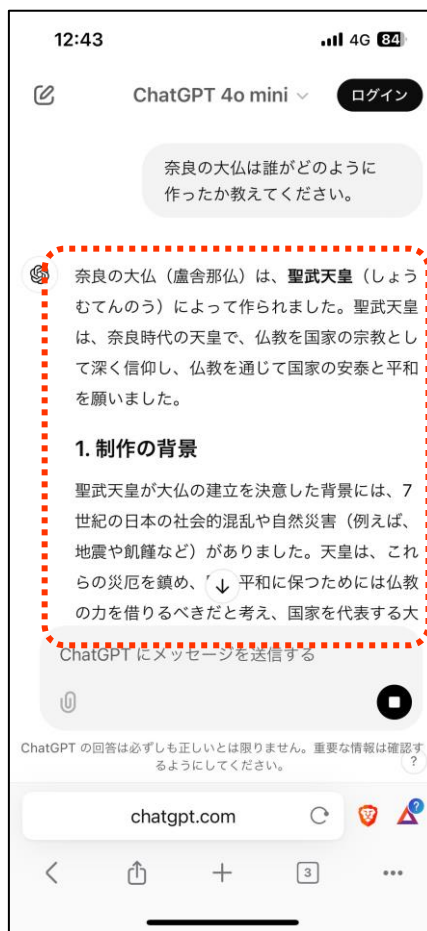 12:43
4G 84
ChatGPT 4o mini
ログイン
奈良の大仏は誰がどのように
作ったか教えてください。
奈良の大仏（盧舎那仏）は、聖武天皇（しょう
むてんのう）によって作られました。聖武天皇
は、奈良時代の天皇で、仏教を国家の宗教とし
て深く信仰し、仏教を通じて国家の安泰と平和
を願いました。
1. 制作の背景
聖武天皇が大仏の建立を決意した背景には、7
世紀の日本の社会的混乱や自然災害（例えば、
地震や飢饉など）がありました。天皇は、これ
らの災厄を鎮め、 平和に保つためには仏教
の力を借りるべきだと考え、国家を代表する大
ChatGPT にメッセージを送信する
ChatGPT の回答は必ずしも正しいとは限りません。重要な情報は確認す
るようにしてください。
?
chatgpt.com
?
3